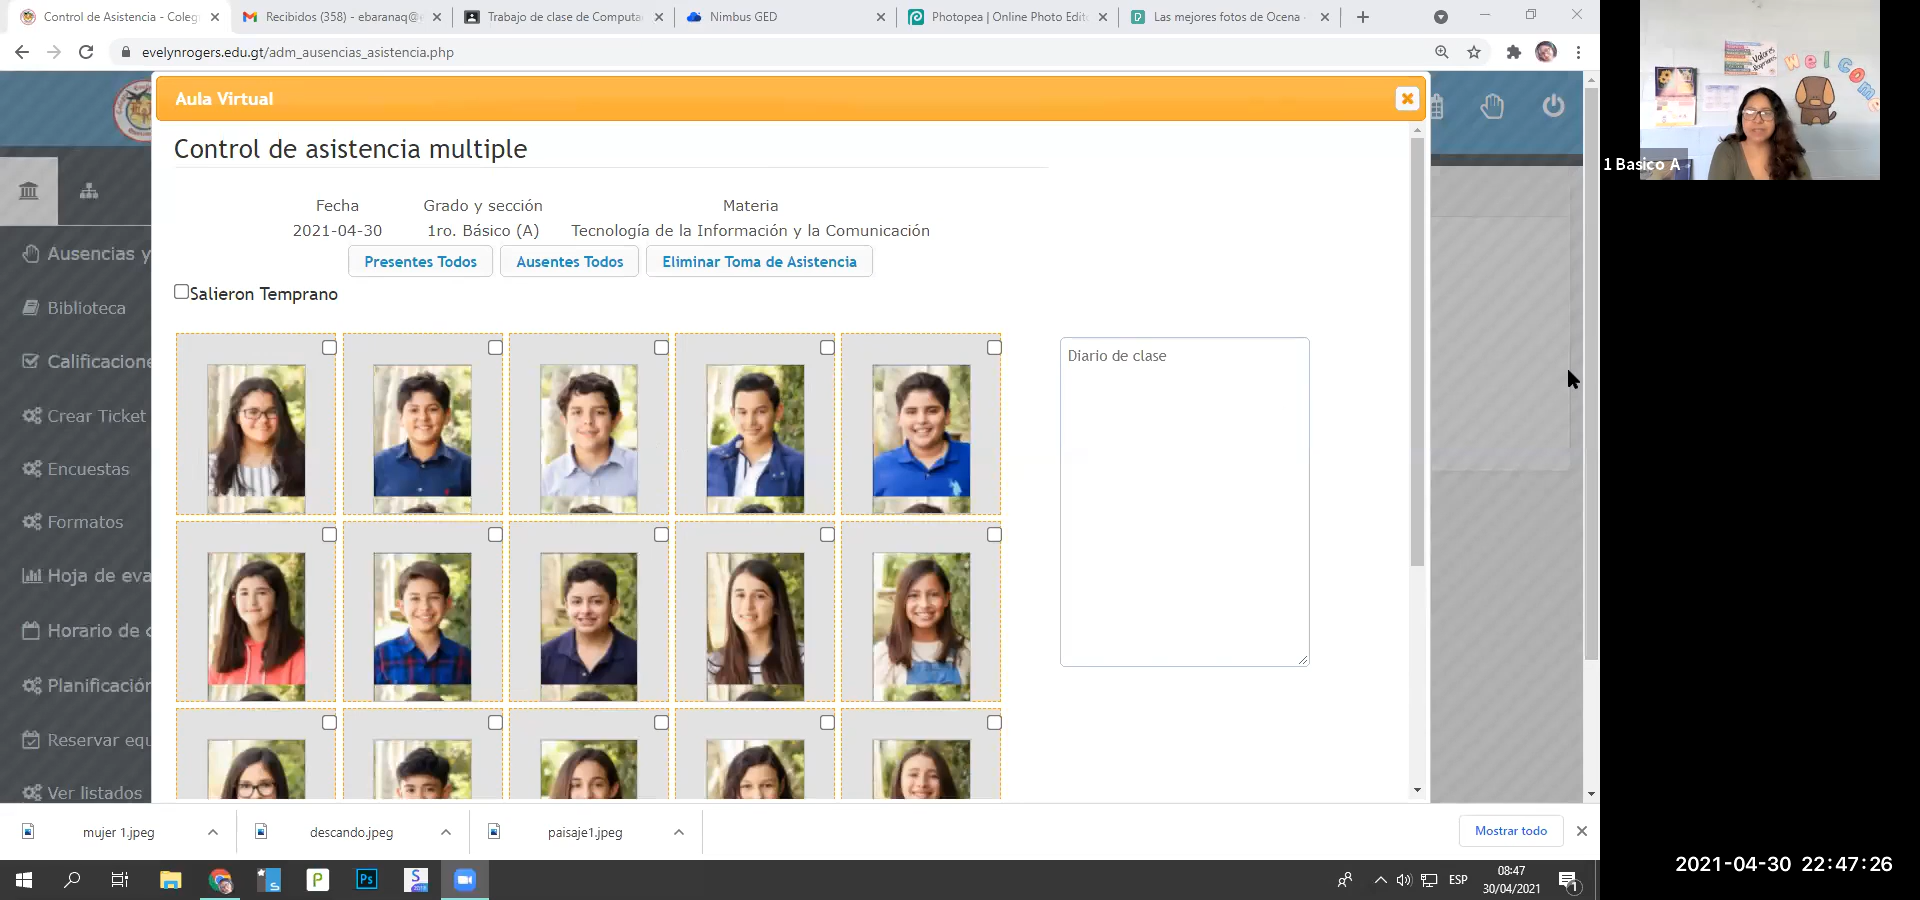 Control de Asistencia - Coleg
Recibidos (358) - ebaranaq@e
Trabajo de clase de Computa
Nimbus GED
Photopea | Online Photo Edit
Las mejores fotos de Ocena -
evelynrogers.edu.gt/adm_ausencias_asistencia.php
Aula Virtual
Control de asistencia multiple
Fecha Grado y sección Materia
2021-04-30 1ro. Básico (A) Tecnología de la Información y la Comunicación
Presentes Todos Ausentes Todos Eliminar Toma de Asistencia
Salieron Temprano
Diario de clase
Ausencias y
Biblioteca
Calificacione
Crear Ticket
Encuestas
Formatos
Hoja de eva
Horario de c
Planificación
Reservar equ
Ver listados
mujer 1.jpeg
descando.jpeg
paisaje1.jpeg
Mostrar todo
P
Ps
S
ESP
08:47
30/04/2021
1
Valores
welcome
1 Basico A
2021-04-30 22:47:26